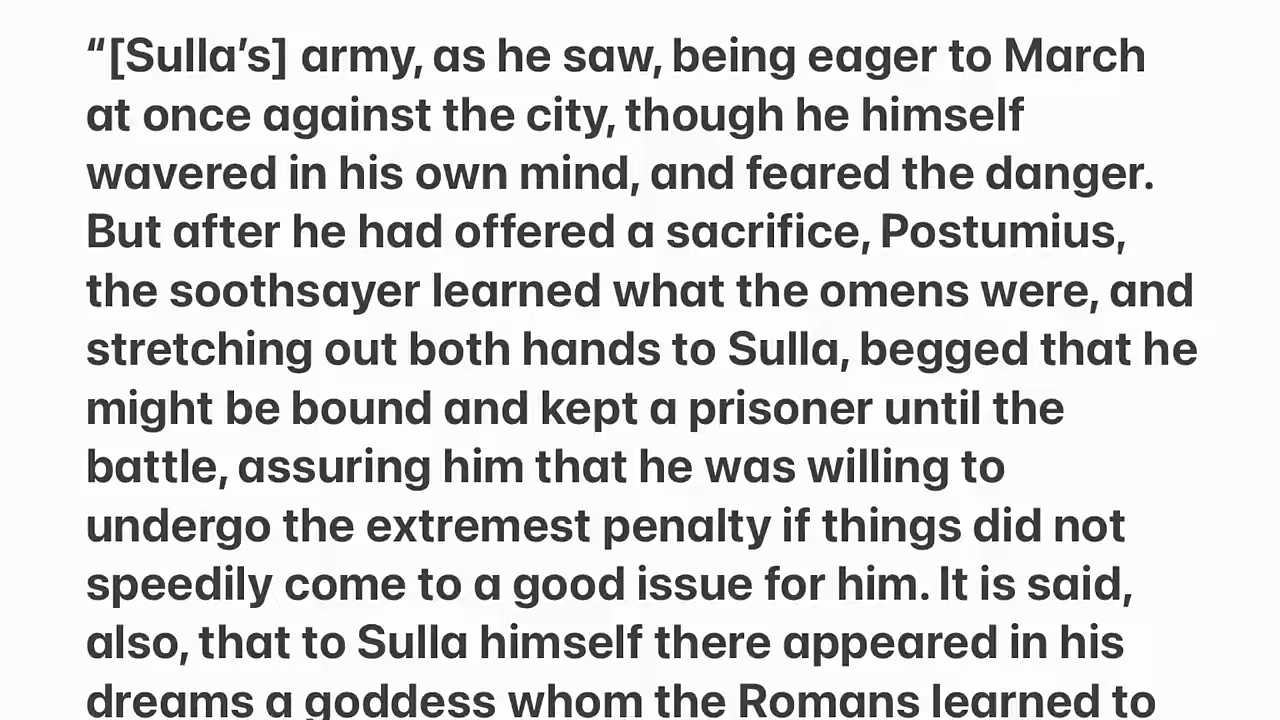 “[Sulla’s] army, as he saw, being eager to March
at once against the city, though he himself
wavered in his own mind, and feared the danger.
But after he had offered a sacrifice, Postumius,
the soothsayer learned what the omens were, and
stretching out both hands to Sulla, begged that he
might be bound and kept a prisoner until the
battle, assuring him that he was willing to
undergo the extremest penalty if things did not
speedily come to a good issue for him. It is said,
also, that to Sulla himself there appeared in his
dreams a goddess whom the Romans learned to